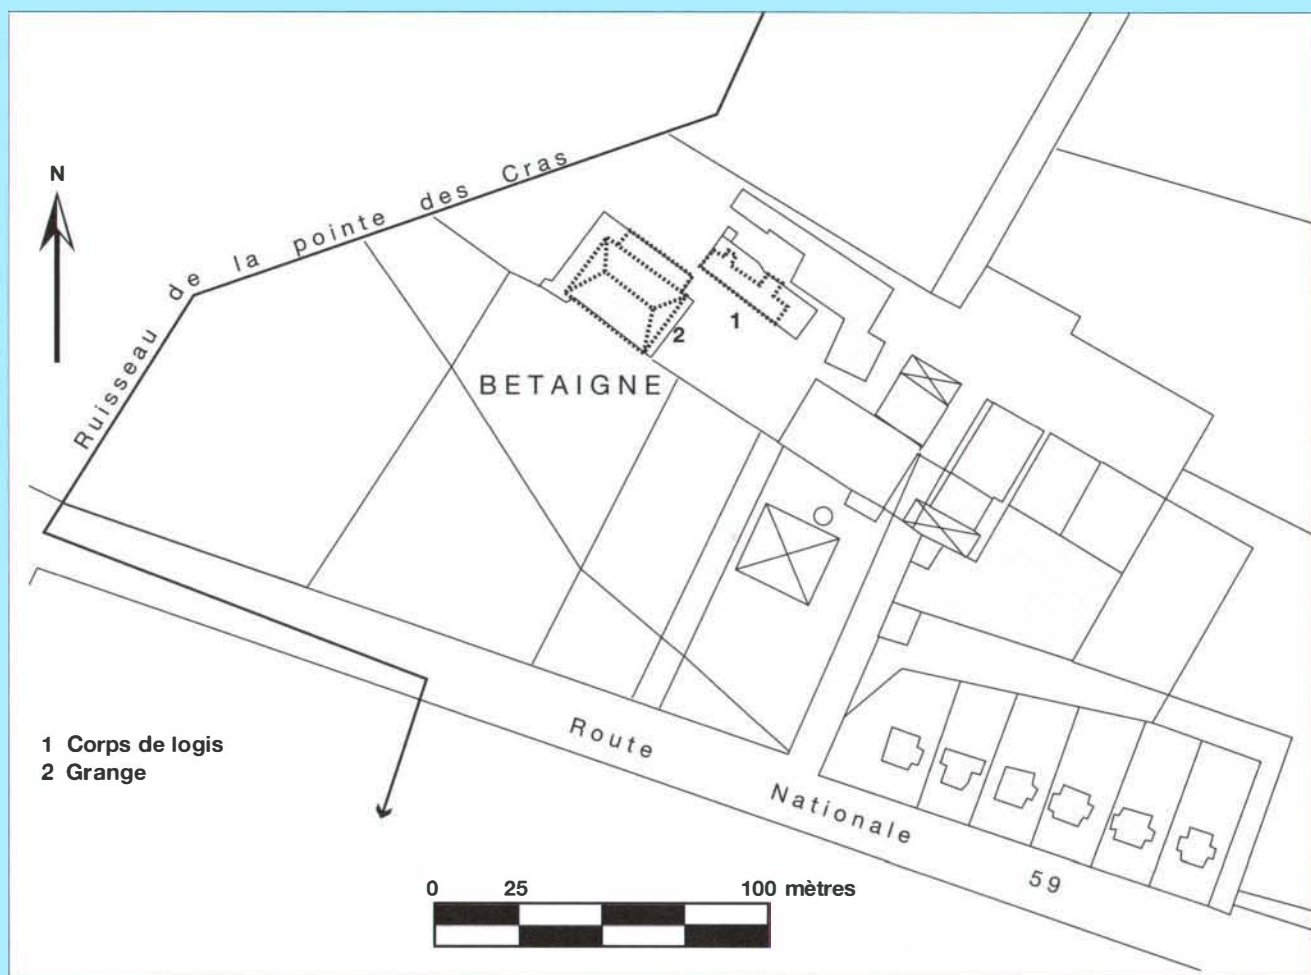 N
Ruisseau de la pointe des Cras
2
1
BETAIGNE
1 Corps de logis
2 Grange
Route Nationale 59
0 25 100 mètres